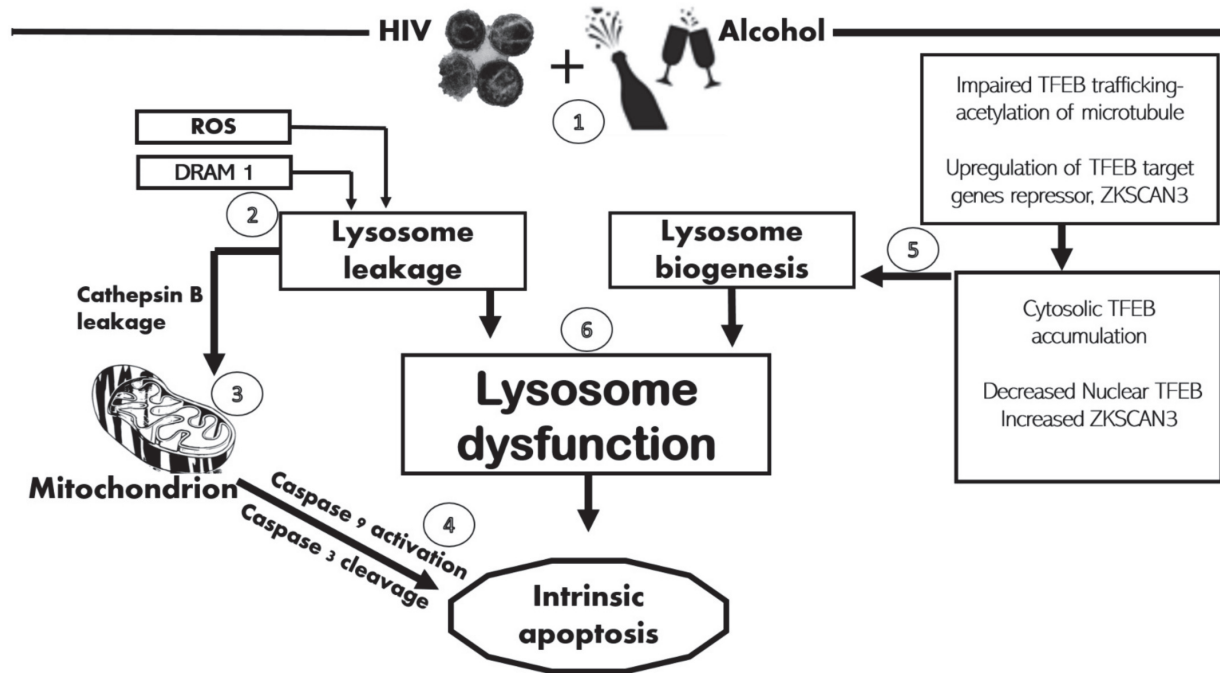 HIV
+
Alcohol
1
ROS
DRAM 1
2
Lysosome
leakage
Cathepsin B
leakage
3
Mitochondrion
Caspase 9 activation
Caspase 3 cleavage
4
Lysosome
biogenesis
5
Impaired TFEB trafficking-
acetylation of microtubule
Upregulation of TFEB target
genes repressor, ZKSCAN3
Cytosolic TFEB
accumulation
Decreased Nuclear TFEB
Increased ZKSCAN3
6
Lysosome
dysfunction
Intrinsic
apoptosis